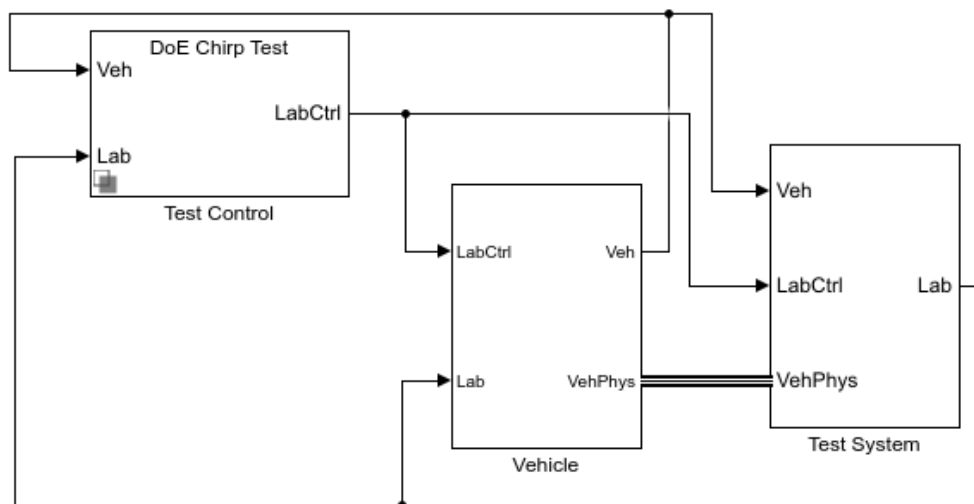 DoE Chirp Test
Veh
LabCtrl
Lab
Test Control
LabCtrl
Veh
Lab
VehPhys
Vehicle
Veh
LabCtrl
Lab
VehPhys
Test System